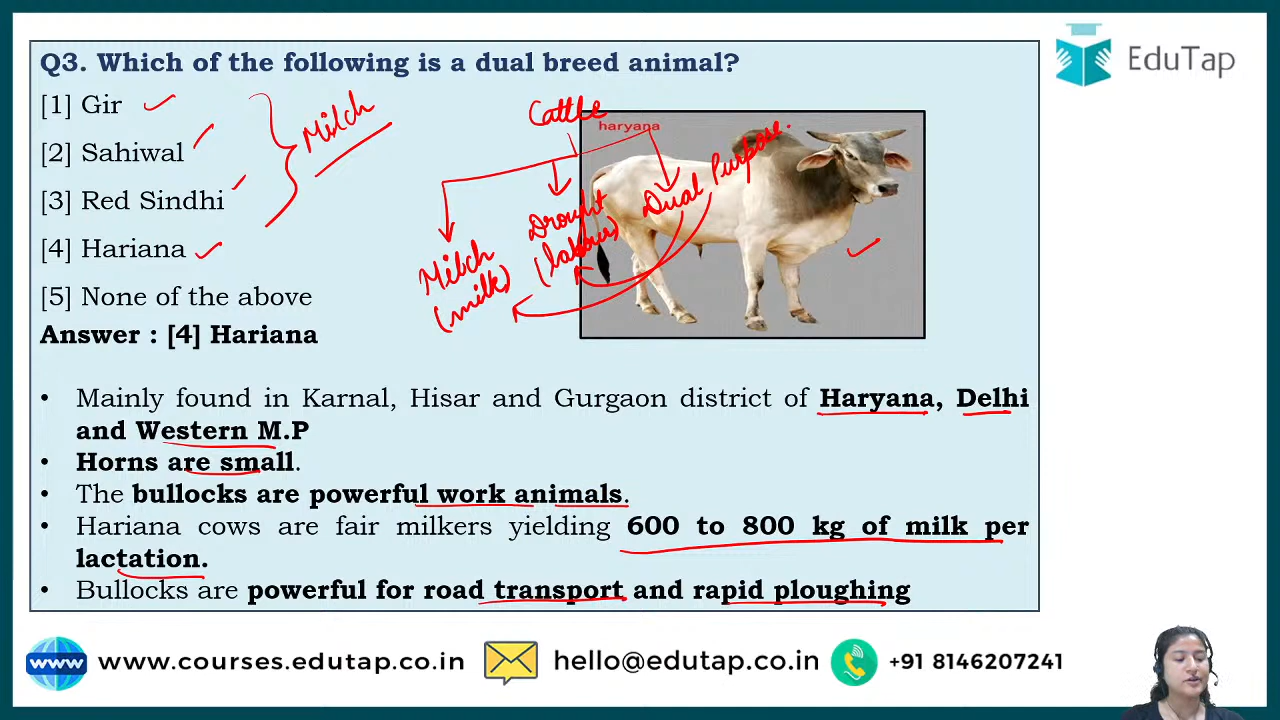 Q3. Which of the following is a dual breed animal?
EduTap
[1] Gir
Milch
Cattle
haryana
[2] Sahiwal
[3] Red Sindhi
Drought
(labour)
Dual Purpose.
[4] Hariana
Milch
(milk)
[5] None of the above
Answer : [4] Hariana
• Mainly found in Karnal, Hisar and Gurgaon district of Haryana, Delhi
and Western M.P
• Horns are small.
• The bullocks are powerful work animals.
• Hariana cows are fair milkers yielding 600 to 800 kg of milk per
lactation.
• Bullocks are powerful for road transport and rapid ploughing
www www.courses.edutap.co.in hello@edutap.co.in +91 8146207241